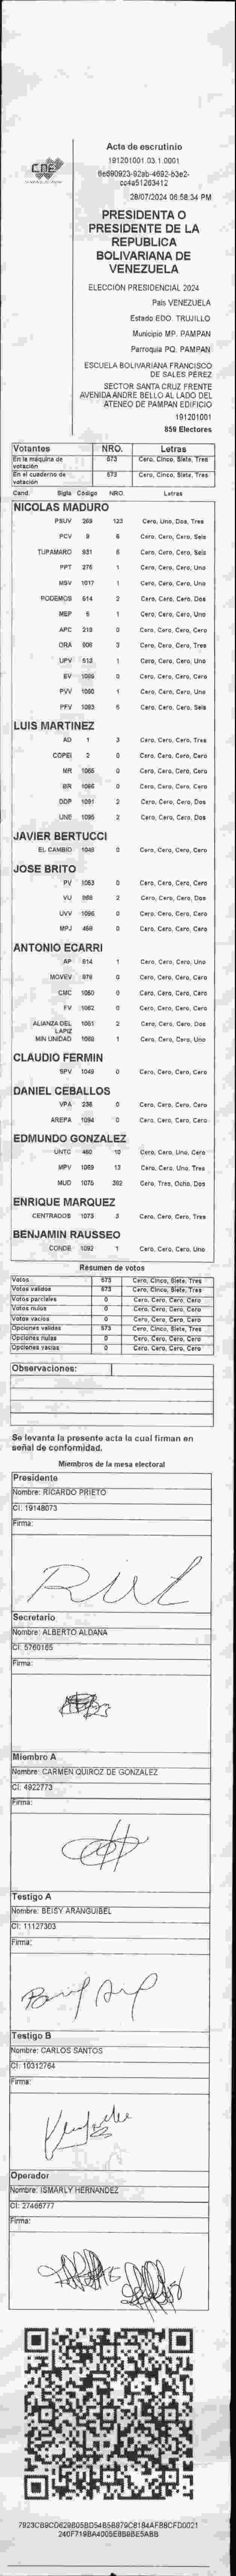 CNE
Acta de escrutinio
191201001.03.1.0001
28/07/2024 06:58:34 PM
PRESIDENTA O
PRESIDENTE DE LA
REPUBLICA
BOLIVARIANA DE
VENEZUELA
ELECCION PRESIDENCIAL 2024
Pais VENEZUELA
Estado EDO. TRUJILLO
Municipio MP. PAMPAN
Parroquia PQ. PAMPAN
ESCUELA BOLIVARIANA FRANCISCO
DE SALES PEREZ
SECTOR SANTA CRUZ FRENTE
AVENIDA ANDRE BELLO AL LADO DEL
ATENEO DE PAMPAN EDIFICIO
191201001
859 Electores
Votantes NRO. Letras
En la máquina de votación 573 Cero, Cinco, Siete, Tres
En el cuaderno de votación 573 Cero, Cinco, Siete, Tres
Cand. Sigla Código NRO. Letras
NICOLAS MADURO
PSUV 269 123 Cero, Uno, Dos, Tres
PCV 9 6 Cero, Cero, Cero, Seis
TUPAMARO 931 6 Cero, Cero, Cero, Seis
PPT 276 1 Cero, Cero, Cero, Uno
MSV 1017 1 Cero, Cero, Cero, Uno
PODEMOS 514 2 Cero, Cero, Cero, Dos
MEP 5 1 Cero, Cero, Cero, Uno
APC 219 0 Cero, Cero, Cero, Cero
ORA 906 3 Cero, Cero, Cero, Tres
UPV 513 1 Cero, Cero, Cero, Uno
EV 0 Cero, Cero, Cero, Cero
PVV 1090 1 Cero, Cero, Cero, Uno
PFV 1093 6 Cero, Cero, Cero, Seis
LUIS MARTINEZ
AD 1 3 Cero, Cero, Cero, Tres
COPEI 2 0 Cero, Cero, Cero, Cero
MR 1065 0 Cero, Cero, Cero, Cero
BR 1066 0 Cero, Cero, Cero, Cero
DDP 1091 2 Cero, Cero, Cero, Dos
UNE 1095 2 Cero, Cero, Cero, Dos
JAVIER BERTUCCI
EL CAMBIO 1048 0 Cero, Cero, Cero, Cero
JOSE BRITO
PV 1053 0 Cero, Cero, Cero, Cero
VU 968 2 Cero, Cero, Cero, Dos
UVV 1096 0 Cero, Cero, Cero, Cero
MPJ 459 0 Cero, Cero, Cero, Cero
ANTONIO ECARRI
AP 814 1 Cero, Cero, Cero, Uno
MOVEV 979 0 Cero, Cero, Cero, Cero
CMC 1050 0 Cero, Cero, Cero, Cero
FV 1062 0 Cero, Cero, Cero, Cero
ALIANZA DEL LAPIZ 1061 2 Cero, Cero, Cero, Dos
MIN UNIDAD 1068 1 Cero, Cero, Cero, Uno
CLAUDIO FERMIN
SPV 1049 0 Cero, Cero, Cero, Cero
DANIEL CEBALLOS
VPA 236 0 Cero, Cero, Cero, Cero
AREPA 1094 0 Cero, Cero, Cero, Cero
EDMUNDO GONZALEZ
UNTC 460 10 Cero, Cero, Uno, Cero
MPV 1069 13 Cero, Cero, Uno, Tres
MUD 1075 382 Cero, Tres, Ocho, Dos
ENRIQUE MARQUEZ
CENTRADOS 1073 3 Cero, Cero, Cero, Tres
BENJAMIN RAUSSEO
CONDE 1092 1 Cero, Cero, Cero, Uno
Resumen de votos
Votos 573 Cero, Cinco, Siete, Tres
Votos validos 573 Cero, Cinco, Siete, Tres
Votos parciales 0 Cero, Cero, Cero, Cero
Votos nulos 0 Cero, Cero, Cero, Cero
Votos vacios 0 Cero, Cero, Cero, Cero
Opciones validas 573 Cero, Cinco, Siete, Tres
Opciones nulas 0 Cero, Cero, Cero, Cero
Opciones vacias 0 Cero, Cero, Cero, Cero
Observaciones:
Se levanta la presente acta la cual firman en
señal de conformidad.
Miembros de la mesa electoral
Presidente
Nombre: RICARDO PRIETO
CI: 19148073
Firma:
Secretario
Nombre: ALBERTO ALDANA
CI: 5760165
Firma:
Miembro A
Nombre: CARMEN QUIROZ DE GONZALEZ
CI: 4922773
Firma:
Testigo A
Nombre: BEISY ARANGUIBEL
CI: 11127303
Firma:
Testigo B
Nombre: CARLOS SANTOS
CI: 10312764
Firma:
Operador
Nombre: ISMARLY HERNANDEZ
CI: 27466777
Firma: